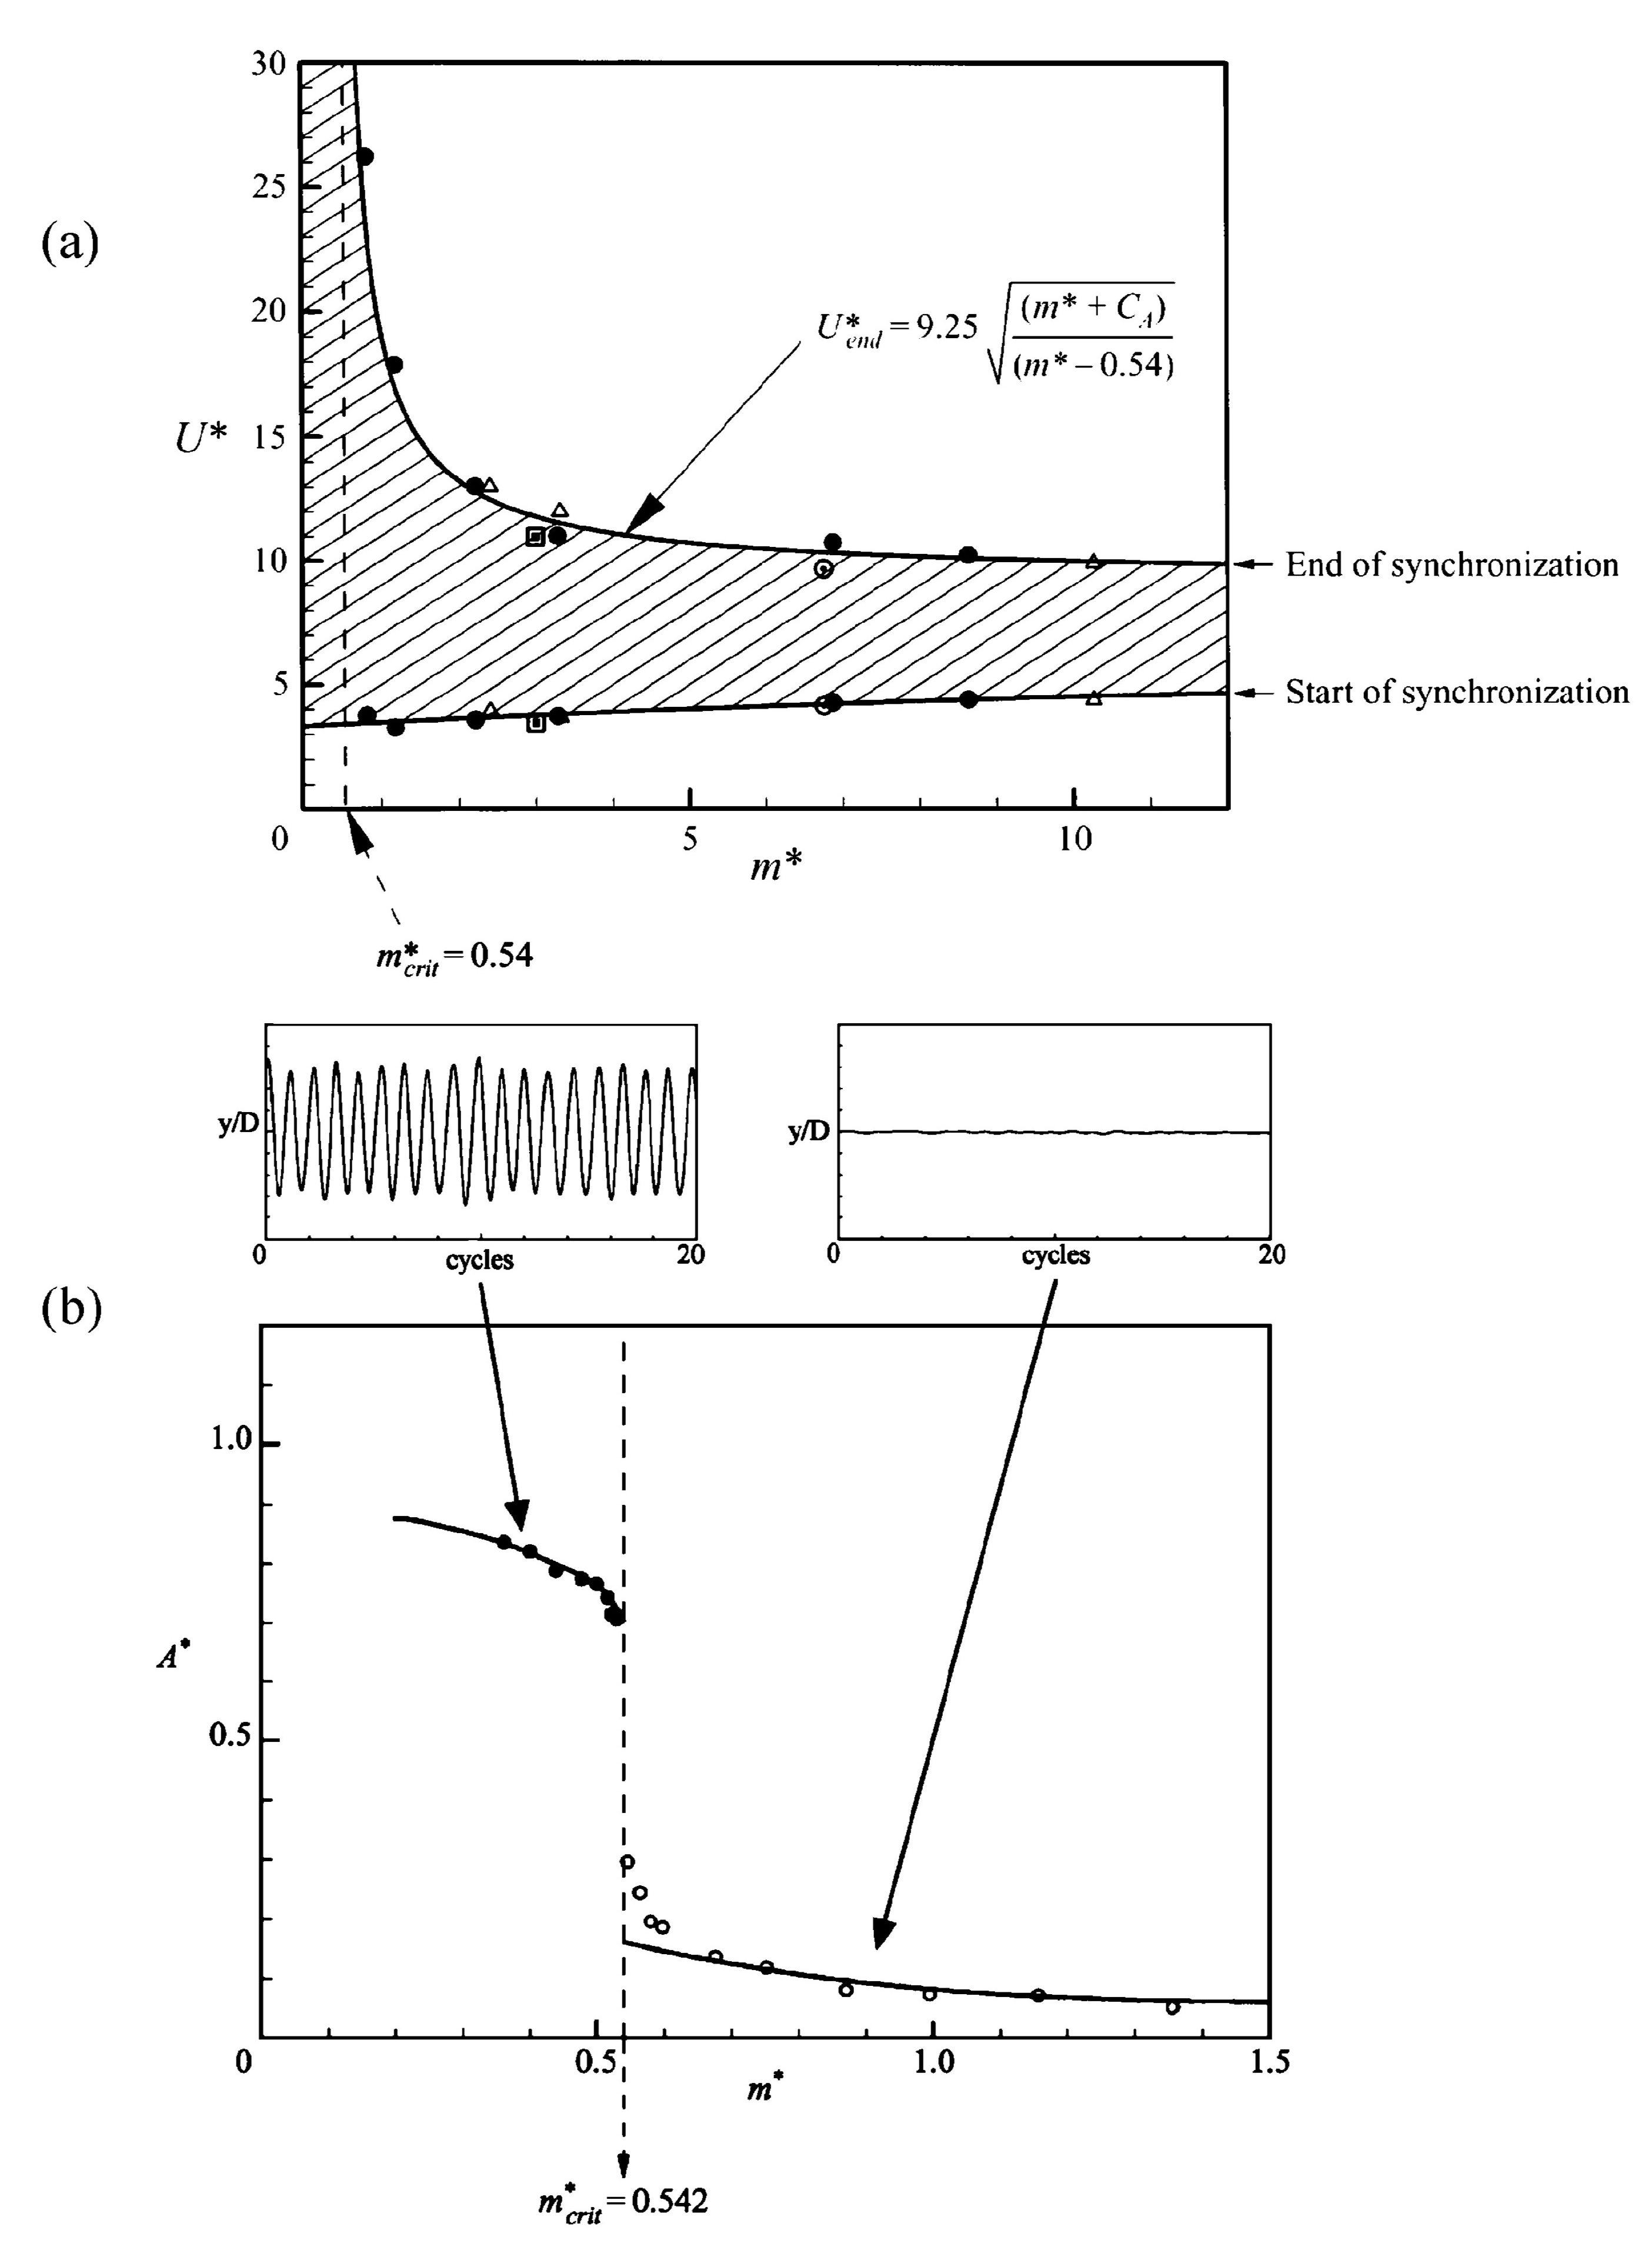 (a)
30
25
20
U* 15
10
5
0
5
10
m*
U*end = 9.25 √((m* + CA)/(m* – 0.54))
End of synchronization
Start of synchronization
m*crit = 0.54
y/D
0
cycles
20
y/D
0
cycles
20
(b)
1.0
A*
0.5
0
0.5
1.0
1.5
m*
m*crit = 0.542